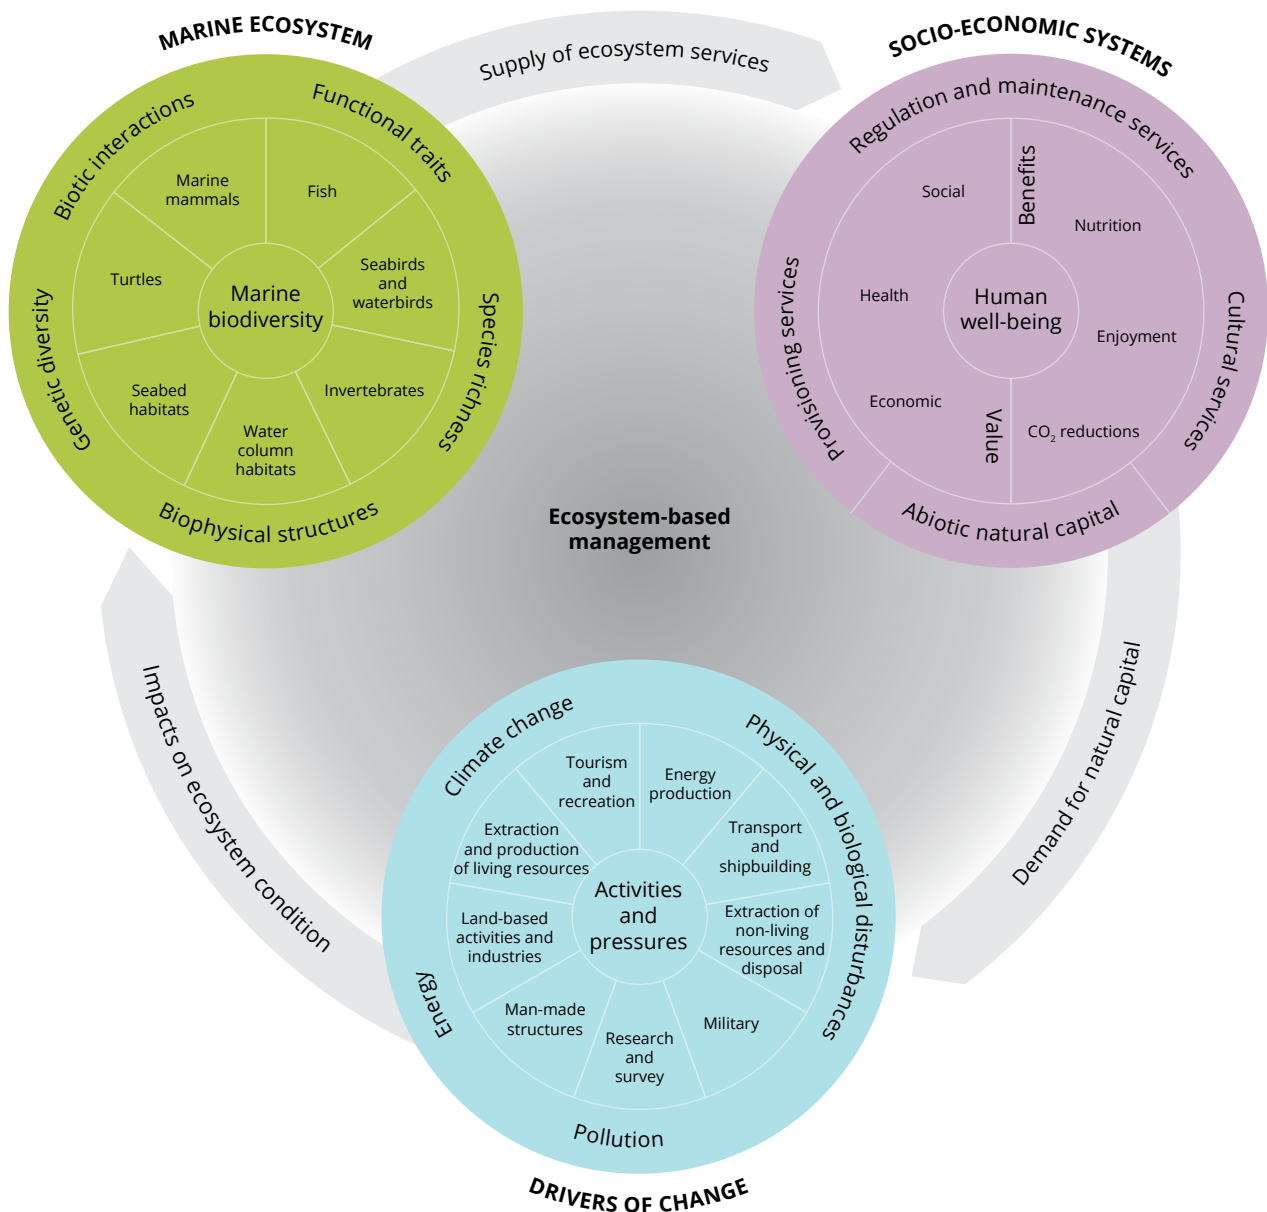 MARINE ECOSYSTEM
Supply of ecosystem services
SOCIO-ECONOMIC SYSTEMS
Biotic interactions
Functional traits
Species richness
Biophysical structures
Genetic diversity
Marine
mammals
Fish
Seabirds
and
waterbirds
Invertebrates
Water
column
habitats
Seabed
habitats
Turtles
Marine
biodiversity
Regulation and maintenance services
Cultural services
Abiotic natural capital
Provisioning services
Social
Benefits
Nutrition
Health
Enjoyment
Economic
Value
CO₂ reductions
Human
well-being
Ecosystem-based
management
Impacts on ecosystem condition
Demand for natural capital
Climate change
Physical and biological disturbances
Energy
Pollution
Tourism
and
recreation
Energy
production
Transport
and
shipbuilding
Extraction of
non-living
resources and
disposal
Military
Research
and
survey
Man-made
structures
Land-based
activities and
industries
Extraction
and production
of living resources
Activities
and
pressures
DRIVERS OF CHANGE